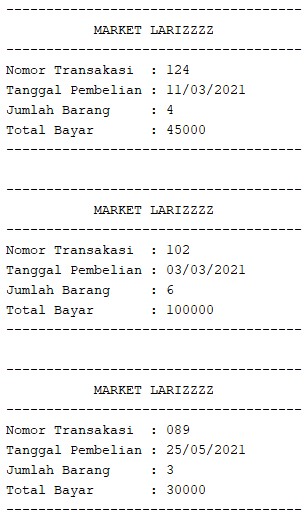 -------------------------------------
MARKET LARIZZZZ
-------------------------------------
Nomor Transakasi : 124
Tanggal Pembelian : 11/03/2021
Jumlah Barang : 4
Total Bayar : 45000
-------------------------------------
-------------------------------------
MARKET LARIZZZZ
-------------------------------------
Nomor Transakasi : 102
Tanggal Pembelian : 03/03/2021
Jumlah Barang : 6
Total Bayar : 100000
-------------------------------------
-------------------------------------
MARKET LARIZZZZ
-------------------------------------
Nomor Transakasi : 089
Tanggal Pembelian : 25/05/2021
Jumlah Barang : 3
Total Bayar : 30000
-------------------------------------